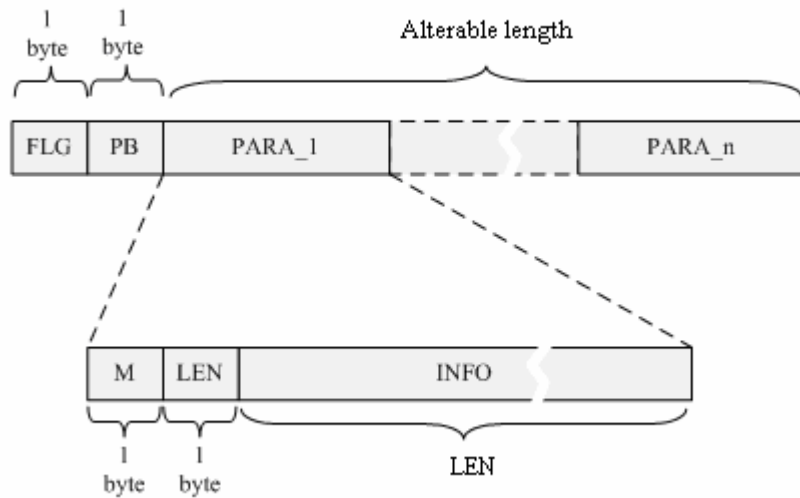 1
byte
1
byte
Alterable length
FLG
PB
PARA_1
PARA_n
M
LEN
INFO
1
byte
1
byte
LEN